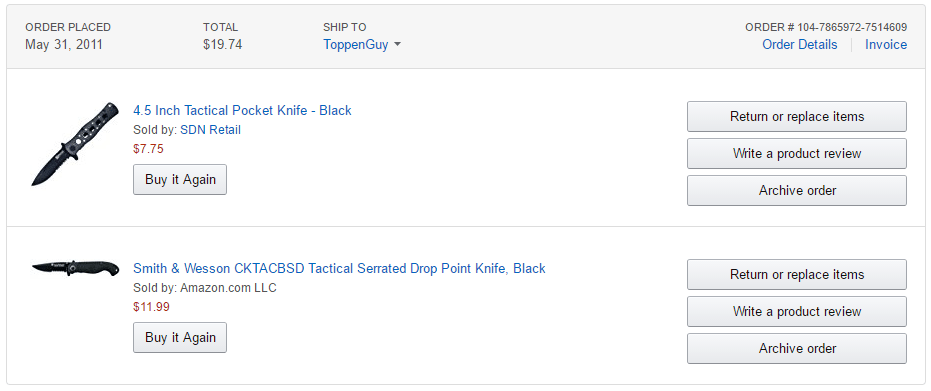 ORDER PLACED
May 31, 2011
TOTAL
$19.74
SHIP TO
ToppenGuy
ORDER # 104-7865972-7514609
Order Details
Invoice
4.5 Inch Tactical Pocket Knife - Black
Sold by: SDN Retail
$7.75
Buy it Again
Return or replace items
Write a product review
Archive order
Smith & Wesson CKTACBSD Tactical Serrated Drop Point Knife, Black
Sold by: Amazon.com LLC
$11.99
Buy it Again
Return or replace items
Write a product review
Archive order